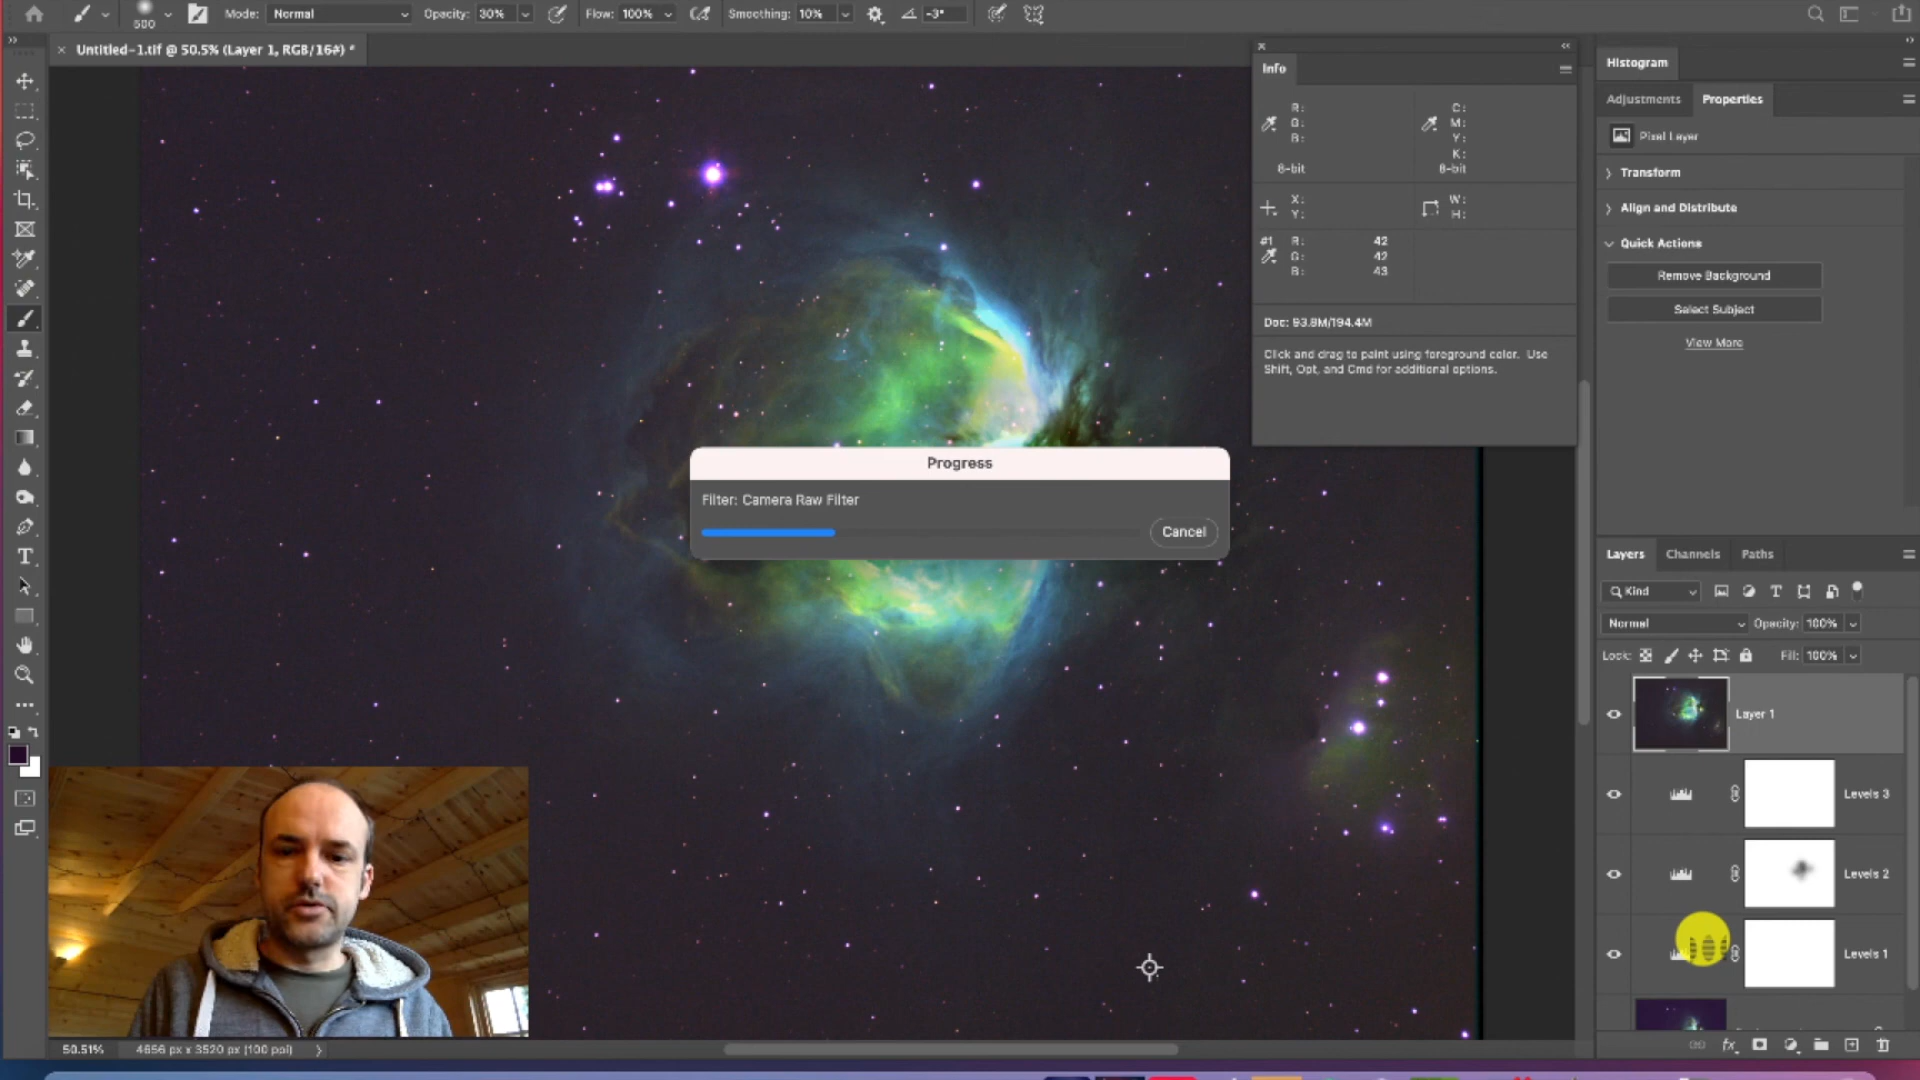 Mode: Normal Opacity: 30% Flow: 100% Smoothing: 10% -3°
500
Untitled-1.tif @ 50.5% (Layer 1, RGB/16#) *
Info
R: C:
G: M:
B: Y:
K:
8-bit 8-bit
X: W:
Y: H:
#1 R: 42
G: 42
B: 43
Doc: 93.8M/194.4M
Click and drag to paint using foreground color. Use
Shift, Opt, and Cmd for additional options.
Histogram
Adjustments Properties
Pixel Layer
Transform
Align and Distribute
Quick Actions
Remove Background
Select Subject
View More
Progress
Filter: Camera Raw Filter
Cancel
Layers Channels Paths
Kind
Normal Opacity: 100%
Lock: Fill: 100%
Layer 1
Levels 3
Levels 2
Levels 1
fx
50.51% 4656 px x 3520 px (100 ppi)